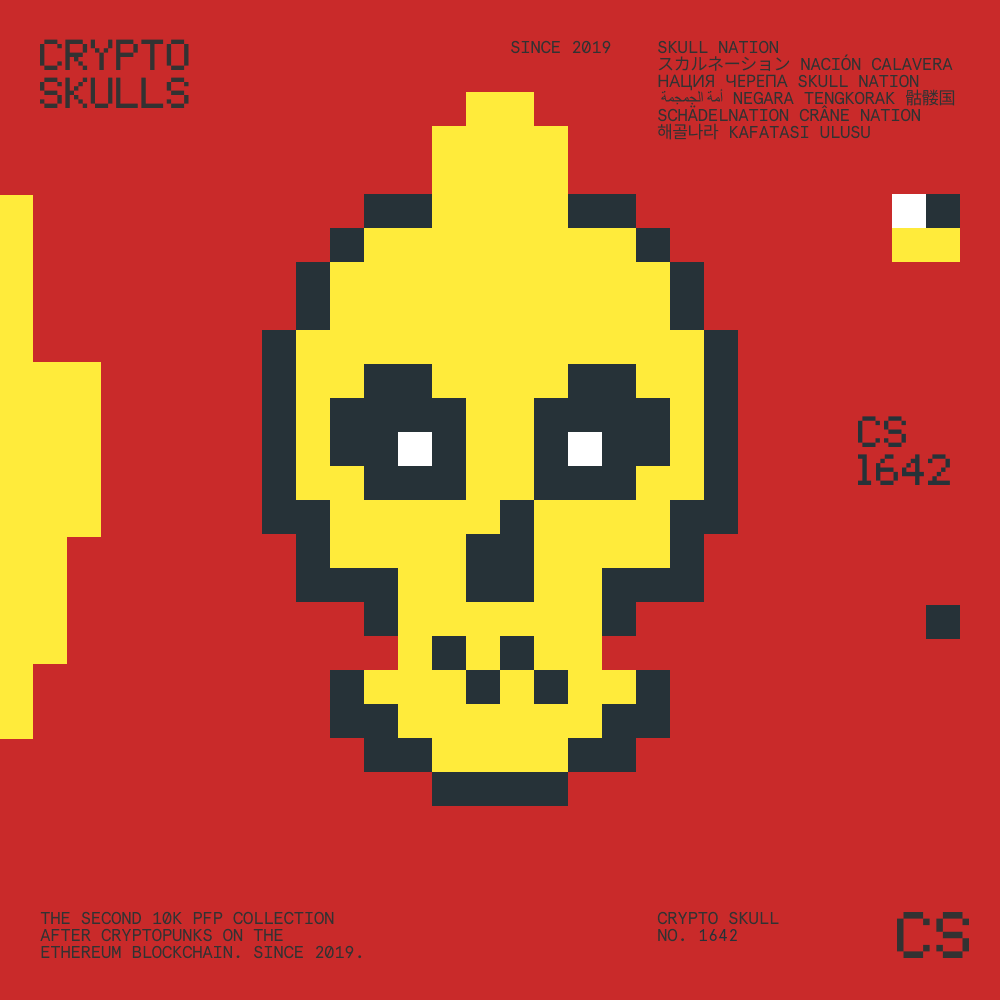 CRYPTO
SKULLS
SINCE 2019
SKULL NATION
スカルネーション NACIÓN CALAVERA
НАЦИЯ ЧЕРЕПА SKULL NATION
أمة الجمجمة NEGARA TENGKORAK 骷髅国
SCHÄDELNATION CRÂNE NATION
해골나라 KAFATASI ULUSU
CS
1642
THE SECOND 10K PFP COLLECTION
AFTER CRYPTOPUNKS ON THE
ETHEREUM BLOCKCHAIN. SINCE 2019.
CRYPTO SKULL
NO. 1642
CS